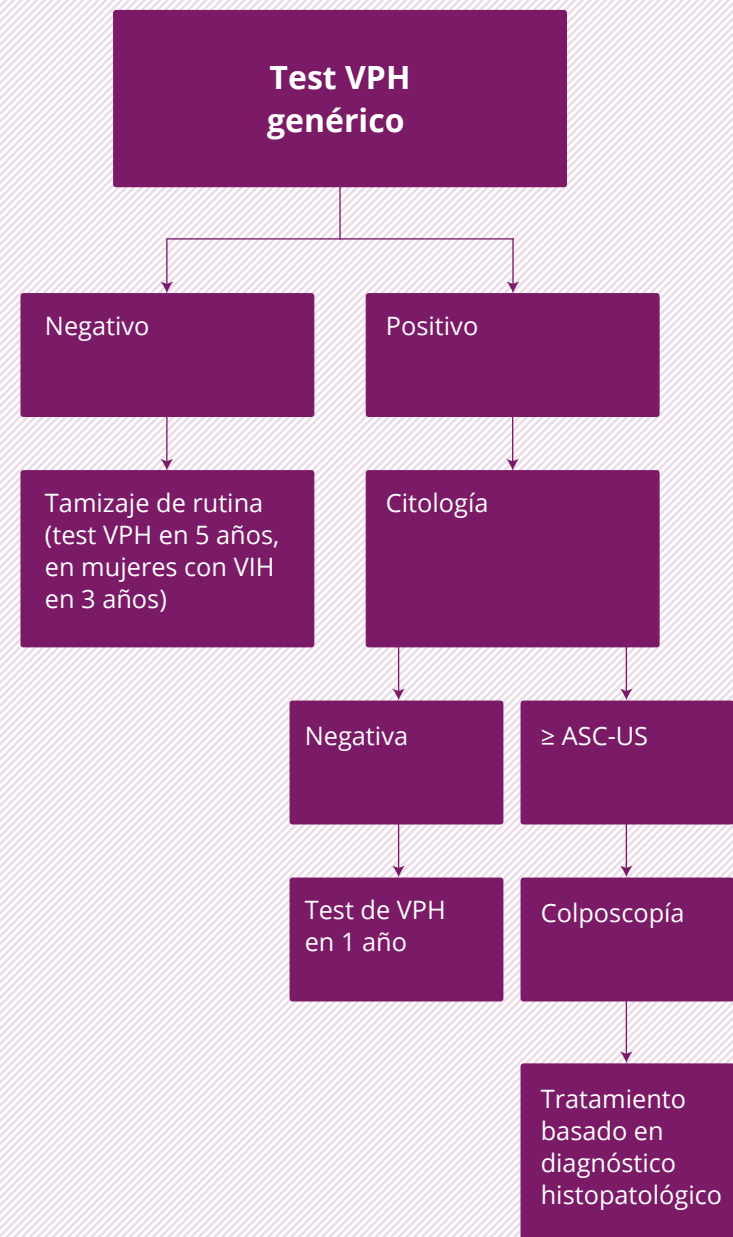 Test VPH
genérico
Negativo
Positivo
Tamizaje de rutina
(test VPH en 5 años,
en mujeres con VIH
en 3 años)
Citología
Negativa
≥ ASC-US
Test de VPH
en 1 año
Colposcopía
Tratamiento
basado en
diagnóstico
histopatológico